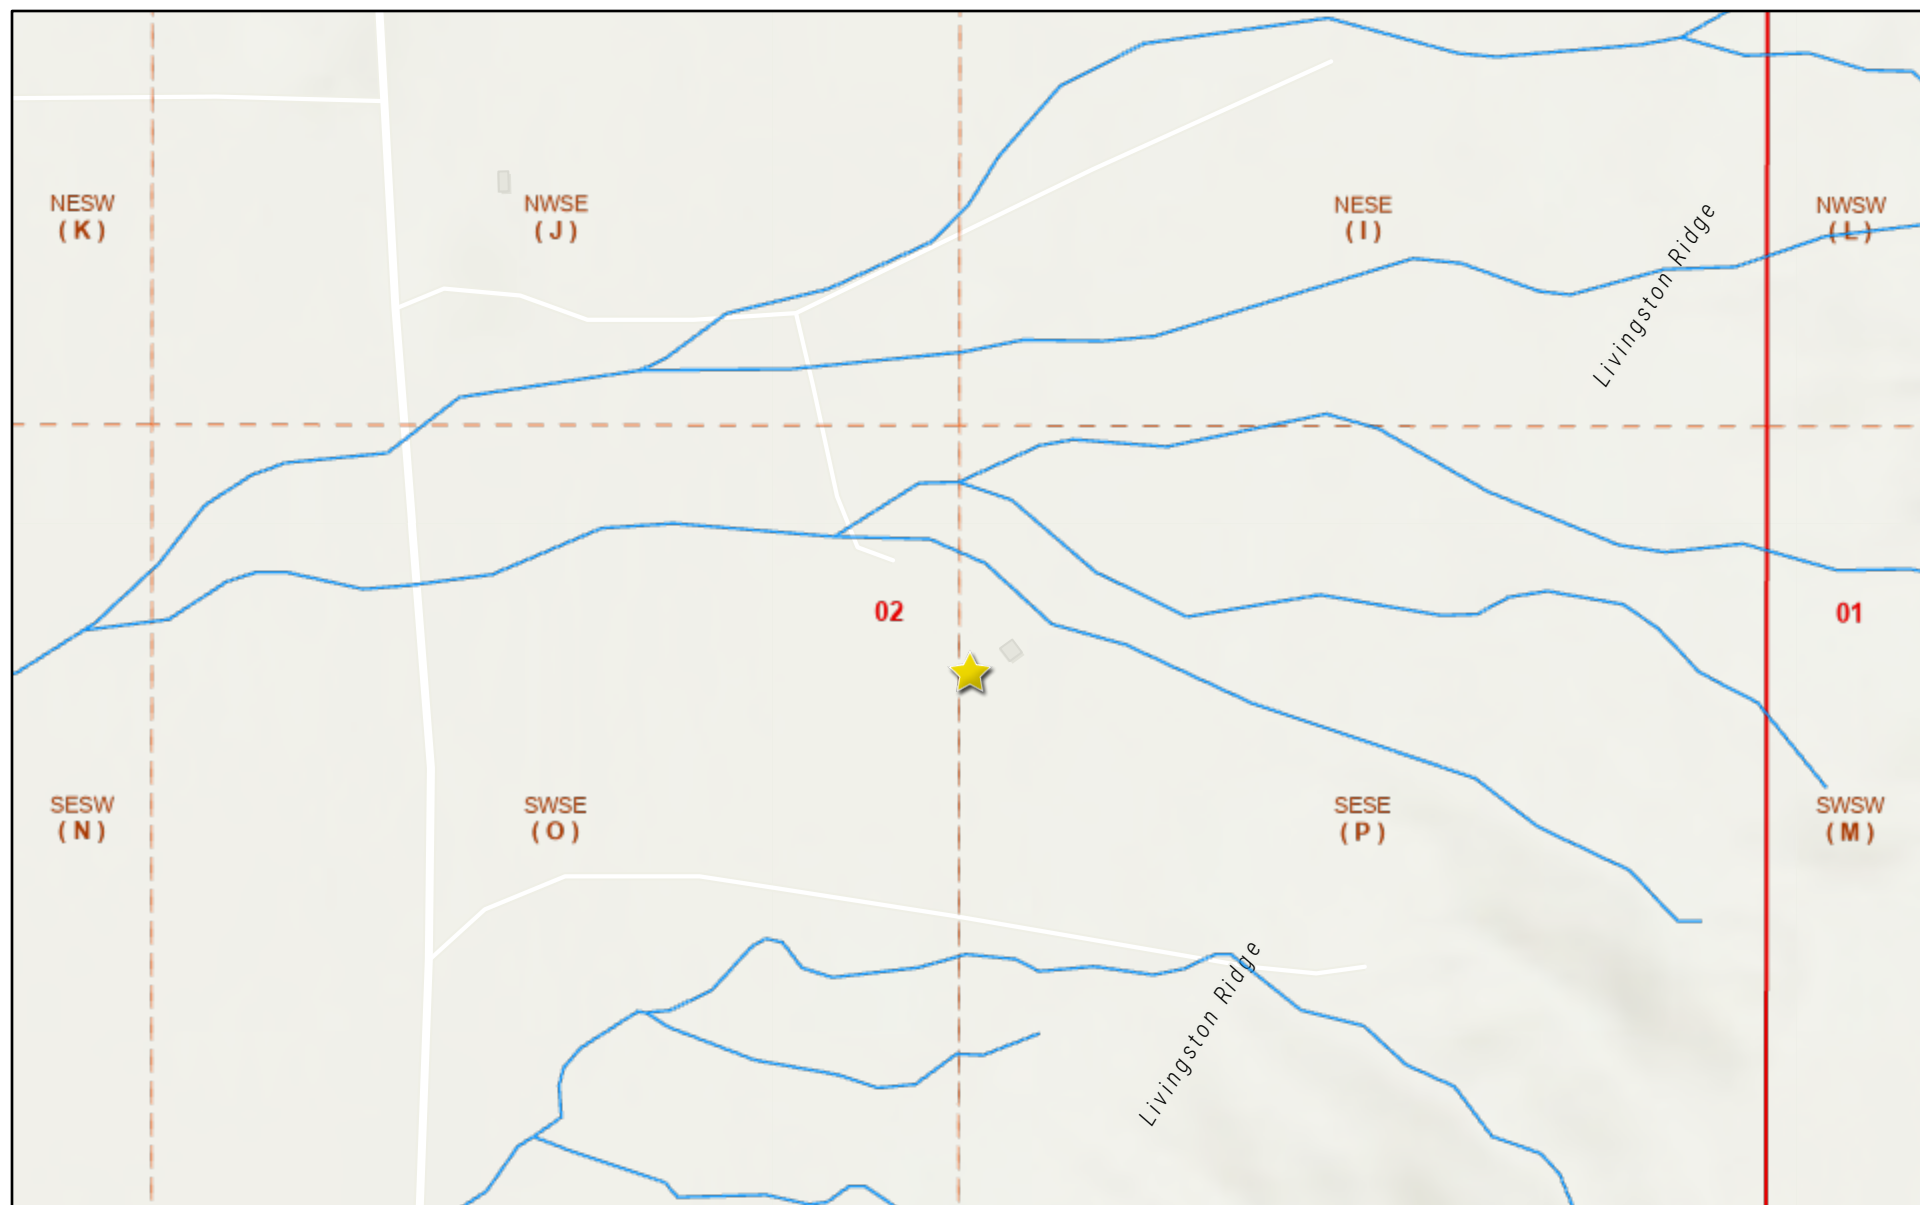 NESW
( K )
NWSE
( J )
NESE
( I )
NWSW
( L )
Livingston Ridge
02
01
SESW
( N )
SWSE
( O )
SESE
( P )
SWSW
( M )
Livingston Ridge